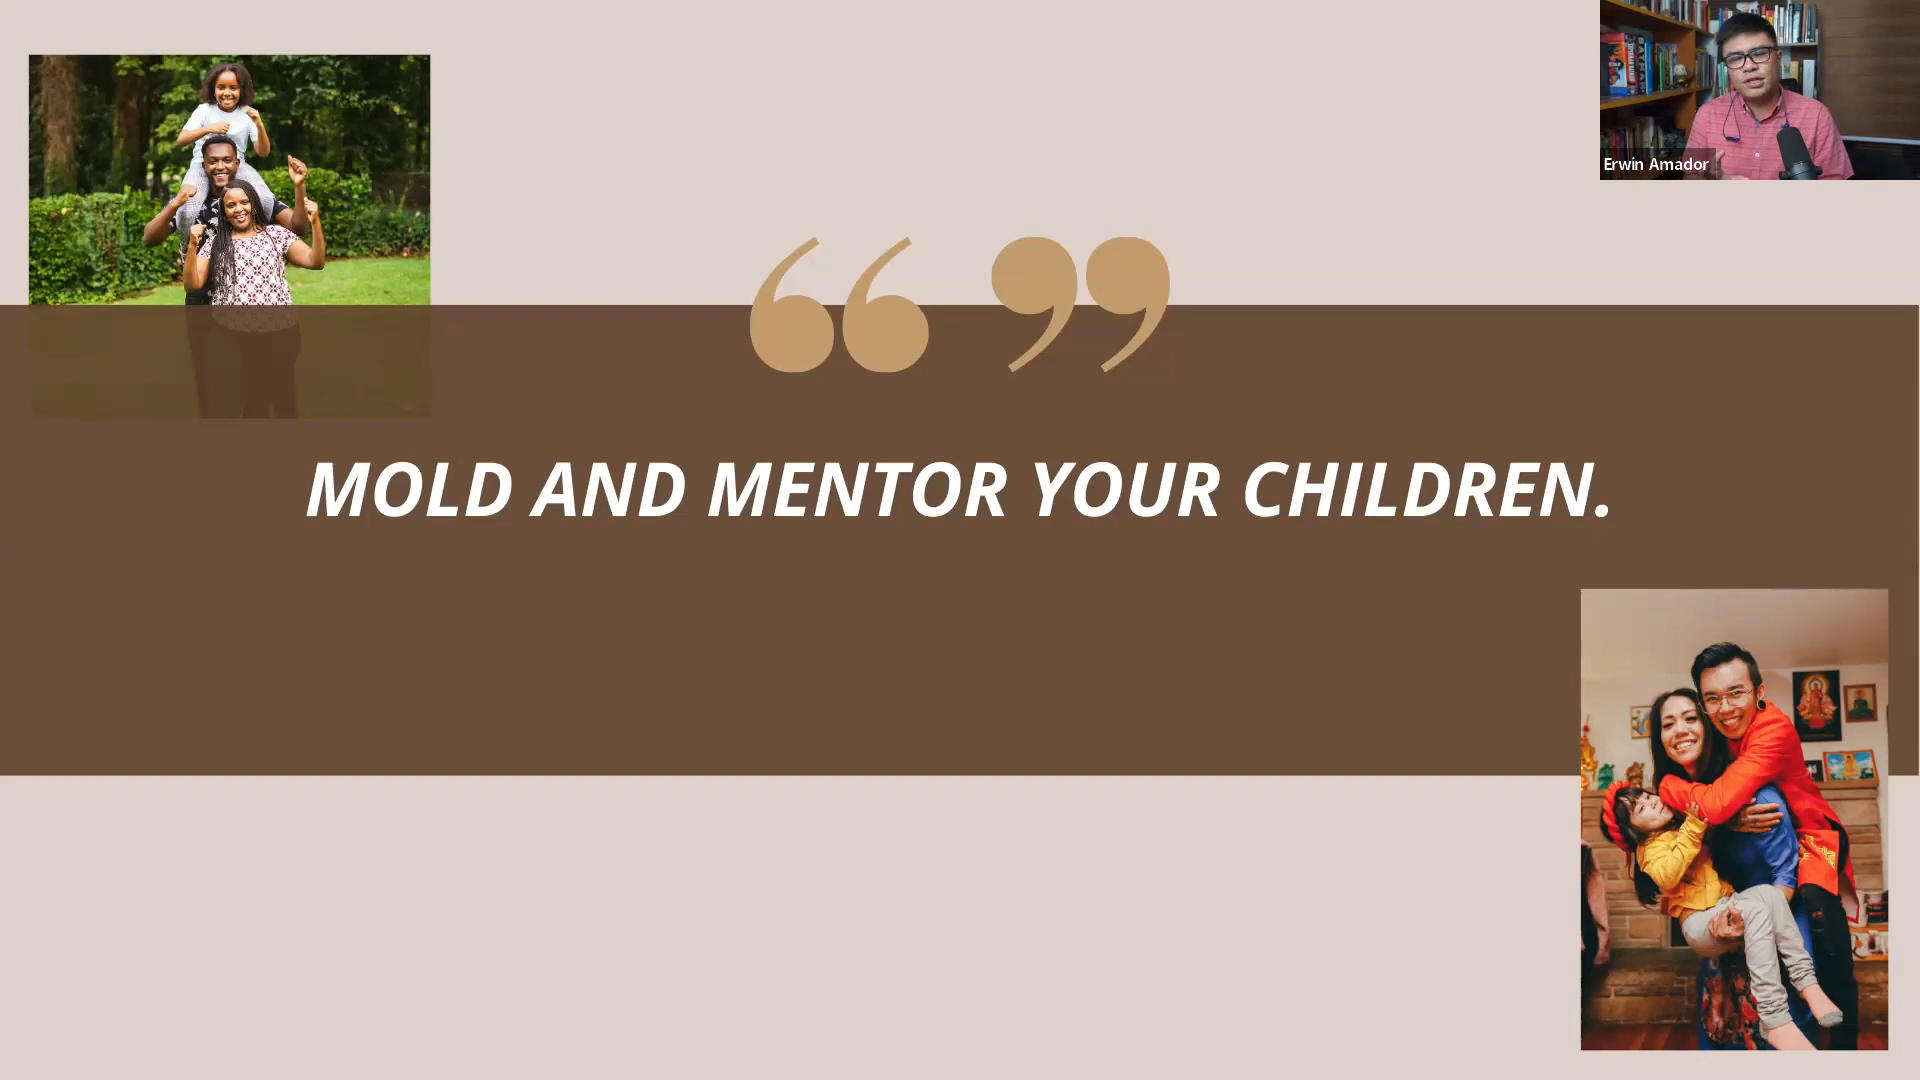 Erwin Amador
“ ”
MOLD AND MENTOR YOUR CHILDREN.